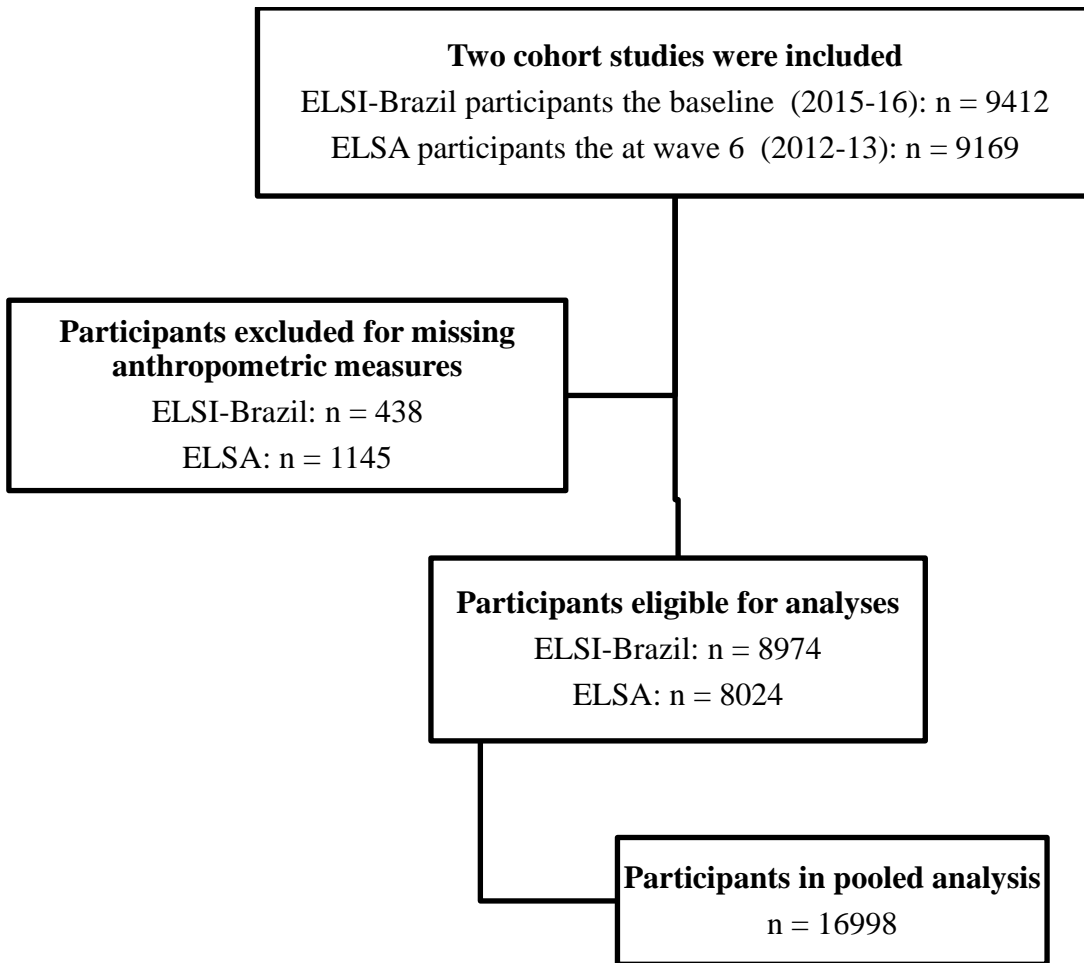 Two cohort studies were included
ELSI-Brazil participants the baseline (2015-16): n = 9412
ELSA participants the at wave 6 (2012-13): n = 9169
Participants excluded for missing
anthropometric measures
ELSI-Brazil: n = 438
ELSA: n = 1145
Participants eligible for analyses
ELSI-Brazil: n = 8974
ELSA: n = 8024
Participants in pooled analysis
n = 16998